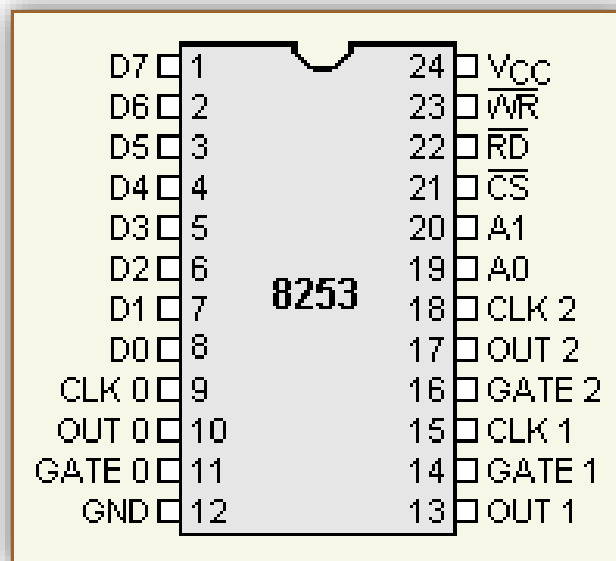 D7 1 24 VCC
D6 2 23 WR
D5 3 22 RD
D4 4 21 CS
D3 5 20 A1
D2 6 19 A0
8253
D1 7 18 CLK 2
D0 8 17 OUT 2
CLK 0 9 16 GATE 2
OUT 0 10 15 CLK 1
GATE 0 11 14 GATE 1
GND 12 13 OUT 1